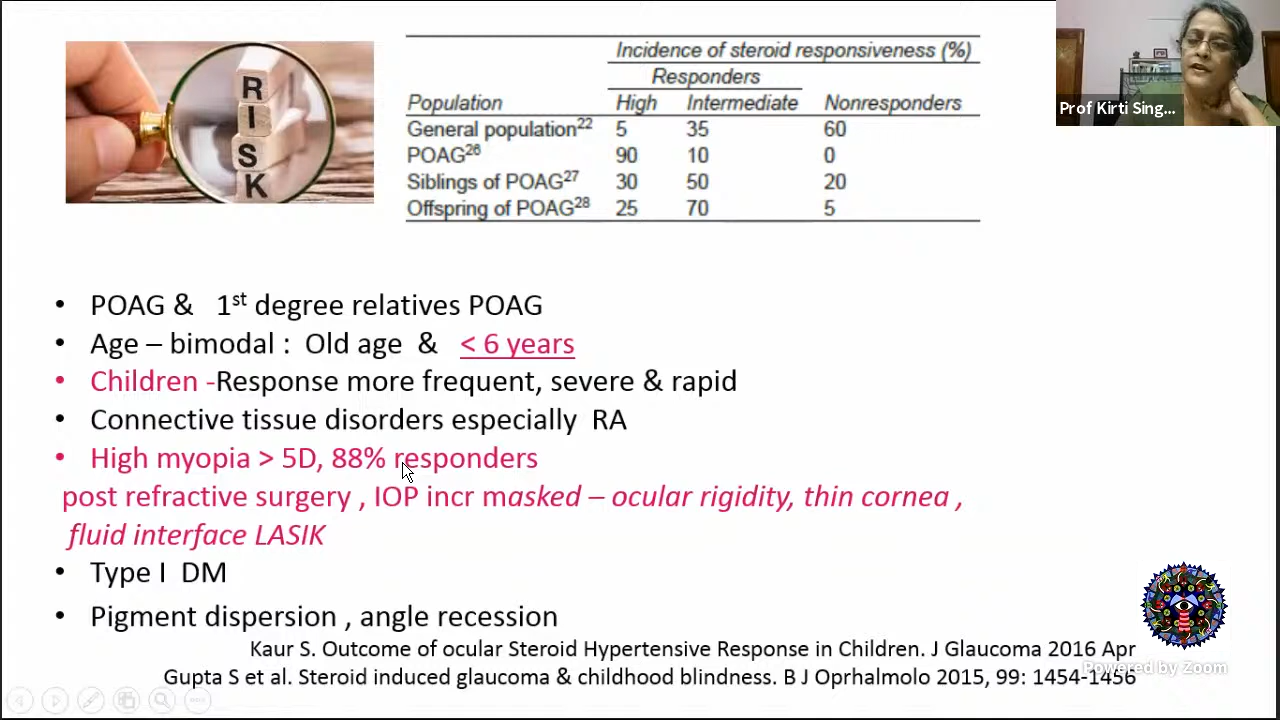 RISK
Incidence of steroid responsiveness (%)
Responders
Population High Intermediate Nonresponders
General population22 5 35 60
POAG26 90 10 0
Siblings of POAG27 30 50 20
Offspring of POAG28 25 70 5
Prof Kirti Sing...
• POAG & 1st degree relatives POAG
• Age – bimodal : Old age & < 6 years
• Children -Response more frequent, severe & rapid
• Connective tissue disorders especially RA
• High myopia > 5D, 88% responders
post refractive surgery , IOP incr masked – ocular rigidity, thin cornea ,
fluid interface LASIK
• Type I DM
• Pigment dispersion , angle recession
Kaur S. Outcome of ocular Steroid Hypertensive Response in Children. J Glaucoma 2016 Apr
Gupta S et al. Steroid induced glaucoma & childhood blindness. B J Oprhalmolo 2015, 99: 1454-1456
Powered by Zoom